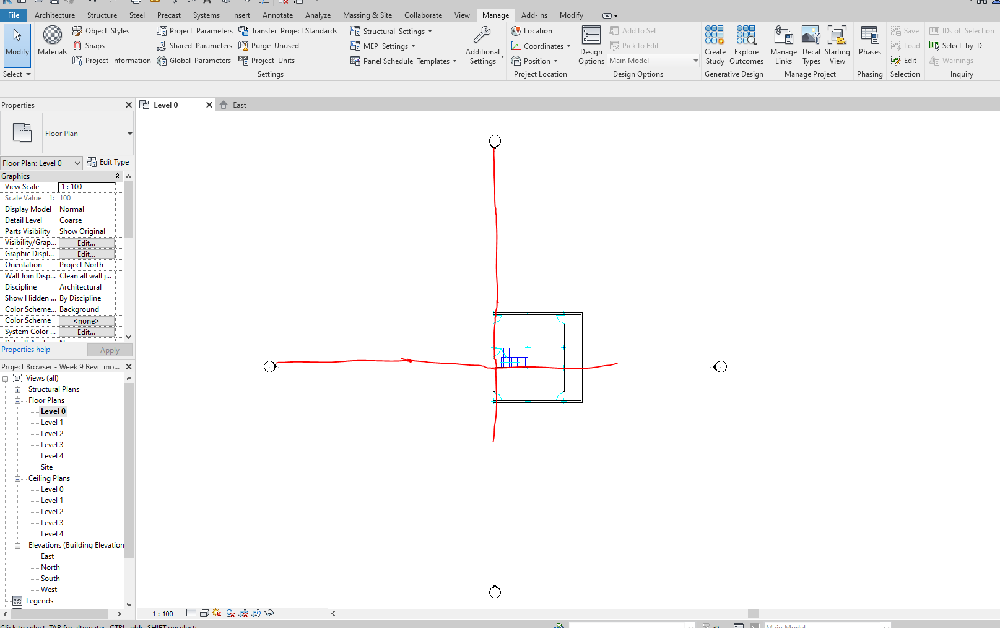 File Architecture Structure Steel Precast Systems Insert Annotate Analyze Massing & Site Collaborate View Manage Add-Ins Modify
Modify
Select
Materials
Object Styles
Snaps
Project Information
Project Parameters
Shared Parameters
Global Parameters
Transfer Project Standards
Purge Unused
Project Units
Settings
Structural Settings
MEP Settings
Panel Schedule Templates
Additional
Settings
Location
Coordinates
Position
Project Location
Design
Options
Add to Set
Pick to Edit
Main Model
Design Options
Create
Study
Explore
Outcomes
Generative Design
Manage
Links
Decal
Types
Starting
View
Manage Project
Phases
Phasing
Save
Load
Edit
Selection
IDs of Selection
Select by ID
Warnings
Inquiry
Properties
Floor Plan
Floor Plan: Level 0
Edit Type
Graphics
View Scale 1 : 100
Scale Value 1: 100
Display Model Normal
Detail Level Coarse
Parts Visibility Show Original
Visibility/Grap... Edit...
Graphic Displ... Edit...
Orientation Project North
Wall Join Disp... Clean all wall j...
Discipline Architectural
Show Hidden ... By Discipline
Color Scheme... Background
Color Scheme <none>
System Color ... Edit...
Properties help Apply
Project Browser - Week 9 Revit mo...
Views (all)
Structural Plans
Floor Plans
Level 0
Level 1
Level 2
Level 3
Level 4
Site
Ceiling Plans
Level 0
Level 1
Level 2
Level 3
Level 4
Elevations (Building Elevation
East
North
South
West
Legends
Level 0
East
1 : 100
Click to select, TAB for alternates, CTRL adds, SHIFT unselects.
:0
Main Model